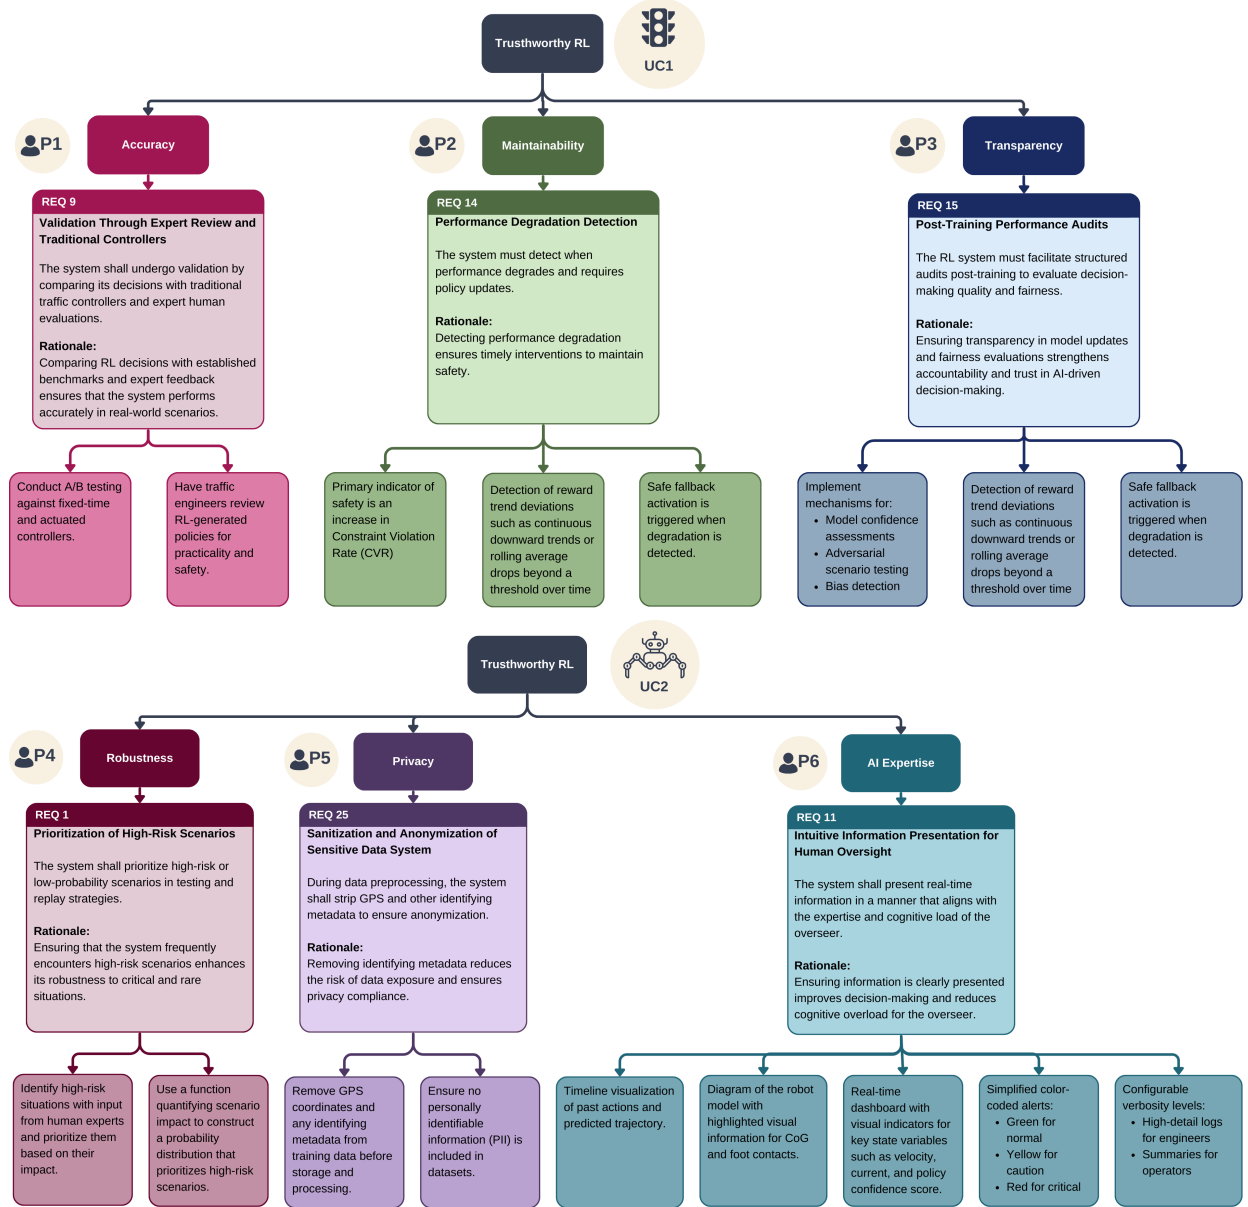 Trusthworthy RL
UC1
P1
Accuracy
P2
Maintainability
P3
Transparency
REQ 9
Validation Through Expert Review and
Traditional Controllers
The system shall undergo validation by
comparing its decisions with traditional
traffic controllers and expert human
evaluations.
Rationale:
Comparing RL decisions with established
benchmarks and expert feedback
ensures that the system performs
accurately in real-world scenarios.
REQ 14
Performance Degradation Detection
The system must detect when
performance degrades and requires
policy updates.
Rationale:
Detecting performance degradation
ensures timely interventions to maintain
safety.
REQ 15
Post-Training Performance Audits
The RL system must facilitate structured
audits post-training to evaluate decision-
making quality and fairness.
Rationale:
Ensuring transparency in model updates
and fairness evaluations strengthens
accountability and trust in AI-driven
decision-making.
Conduct A/B testing
against fixed-time
and actuated
controllers.
Have traffic
engineers review
RL-generated
policies for
practicality and
safety.
Primary indicator of
safety is an
increase in
Constraint Violation
Rate (CVR)
Detection of reward
trend deviations
such as continuous
downward trends or
rolling average
drops beyond a
threshold over time
Safe fallback
activation is
triggered when
degradation is
detected.
Implement
mechanisms for:
• Model confidence
assessments
• Adversarial
scenario testing
• Bias detection
Detection of reward
trend deviations
such as continuous
downward trends or
rolling average
drops beyond a
threshold over time
Safe fallback
activation is
triggered when
degradation is
detected.
Trusthworthy RL
UC2
P4
Robustness
P5
Privacy
P6
AI Expertise
REQ 1
Prioritization of High-Risk Scenarios
The system shall prioritize high-risk or
low-probability scenarios in testing and
replay strategies.
Rationale:
Ensuring that the system frequently
encounters high-risk scenarios enhances
its robustness to critical and rare
situations.
REQ 25
Sanitization and Anonymization of
Sensitive Data System
During data preprocessing, the system
shall strip GPS and other identifying
metadata to ensure anonymization.
Rationale:
Removing identifying metadata reduces
the risk of data exposure and ensures
privacy compliance.
REQ 11
Intuitive Information Presentation for
Human Oversight
The system shall present real-time
information in a manner that aligns with
the expertise and cognitive load of the
overseer.
Rationale:
Ensuring information is clearly presented
improves decision-making and reduces
cognitive overload for the overseer.
Identify high-risk
situations with input
from human experts
and prioritize them
based on their
impact.
Use a function
quantifying scenario
impact to construct
a probability
distribution that
prioritizes high-risk
scenarios.
Remove GPS
coordinates and
any identifying
metadata from
training data before
storage and
processing.
Ensure no
personally
identifiable
information (PII) is
included in
datasets.
Timeline visualization
of past actions and
predicted trajectory.
Diagram of the robot
model with
highlighted visual
information for CoG
and foot contacts.
Real-time
dashboard with
visual indicators for
key state variables
such as velocity,
current, and policy
confidence score.
Simplified color-
coded alerts:
• Green for
normal
• Yellow for
caution
• Red for critical
Configurable
verbosity levels:
• High-detail logs
for engineers
• Summaries for
operators